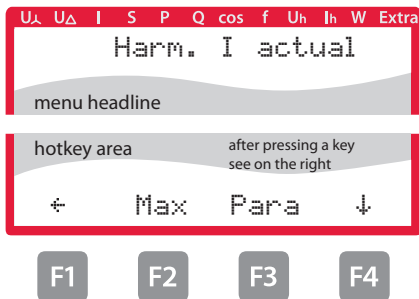 U⅄ U△ I S P Q cos f Uh Ih W Extra
Harm. I actual
menu headline
hotkey area
after pressing a key
see on the right
← Max Para ↓
F1 F2 F3 F4